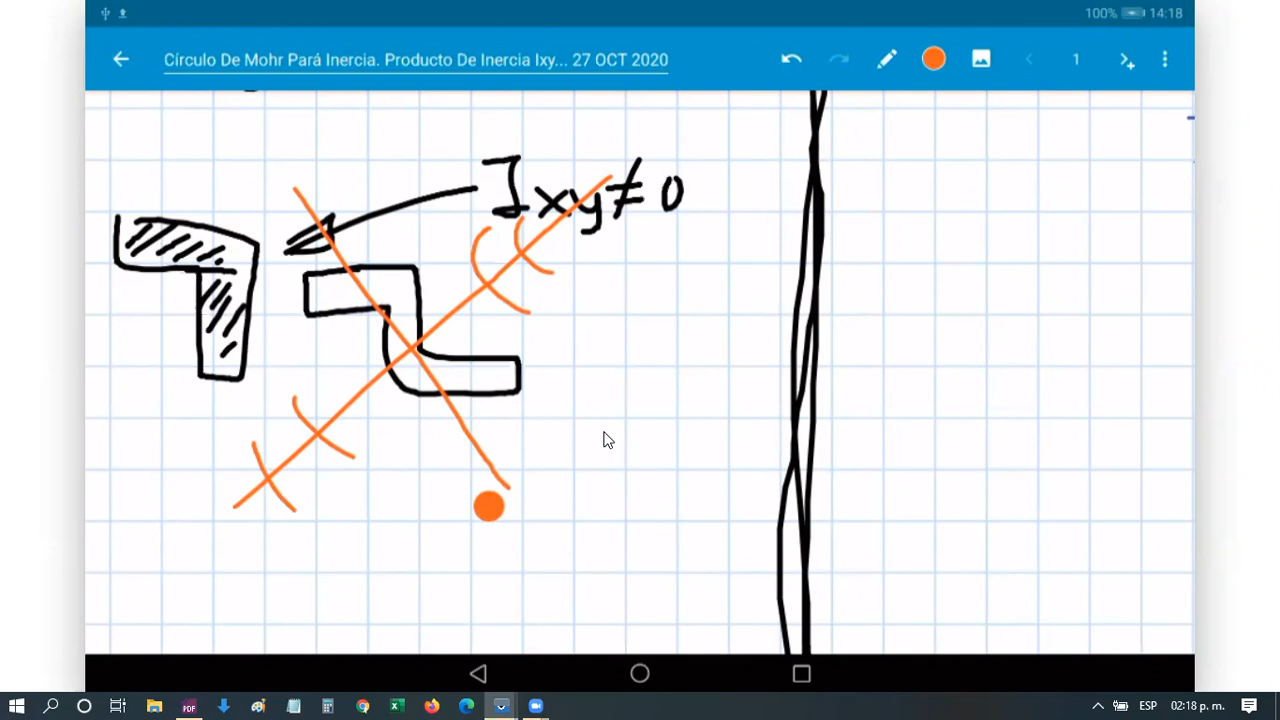 100% 14:18
Círculo De Mohr Pará Inercia. Producto De Inercia Ixy... 27 OCT 2020
1
Ixy≠0
ESP 02:18 p. m.